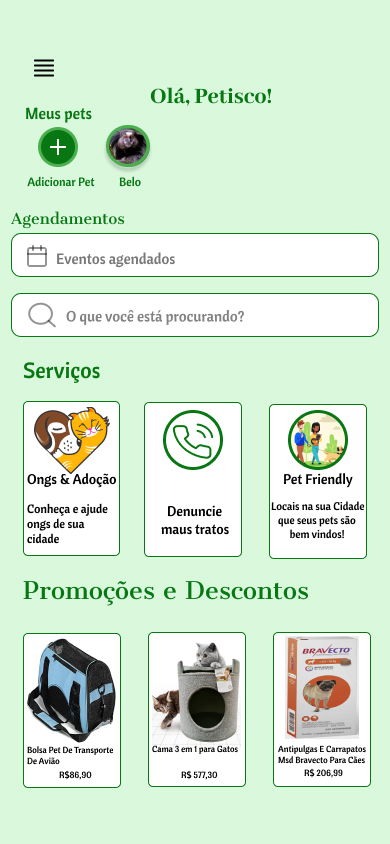 Olá, Petisco!
Meus pets
Adicionar Pet
Belo
Agendamentos
Eventos agendados
O que você está procurando?
Serviços
Ongs & Adoção
Conheça e ajude
ongs de sua
cidade
Denuncie
maus tratos
Pet Friendly
Locais na sua Cidade
que seus pets são
bem vindos!
Promoções e Descontos
Bolsa Pet De Transporte
De Avião
R$86,90
Cama 3 em 1 para Gatos
R$ 577,30
BRAVECTO
Antipulgas E Carrapatos
Msd Bravecto Para Cães
R$ 206,99